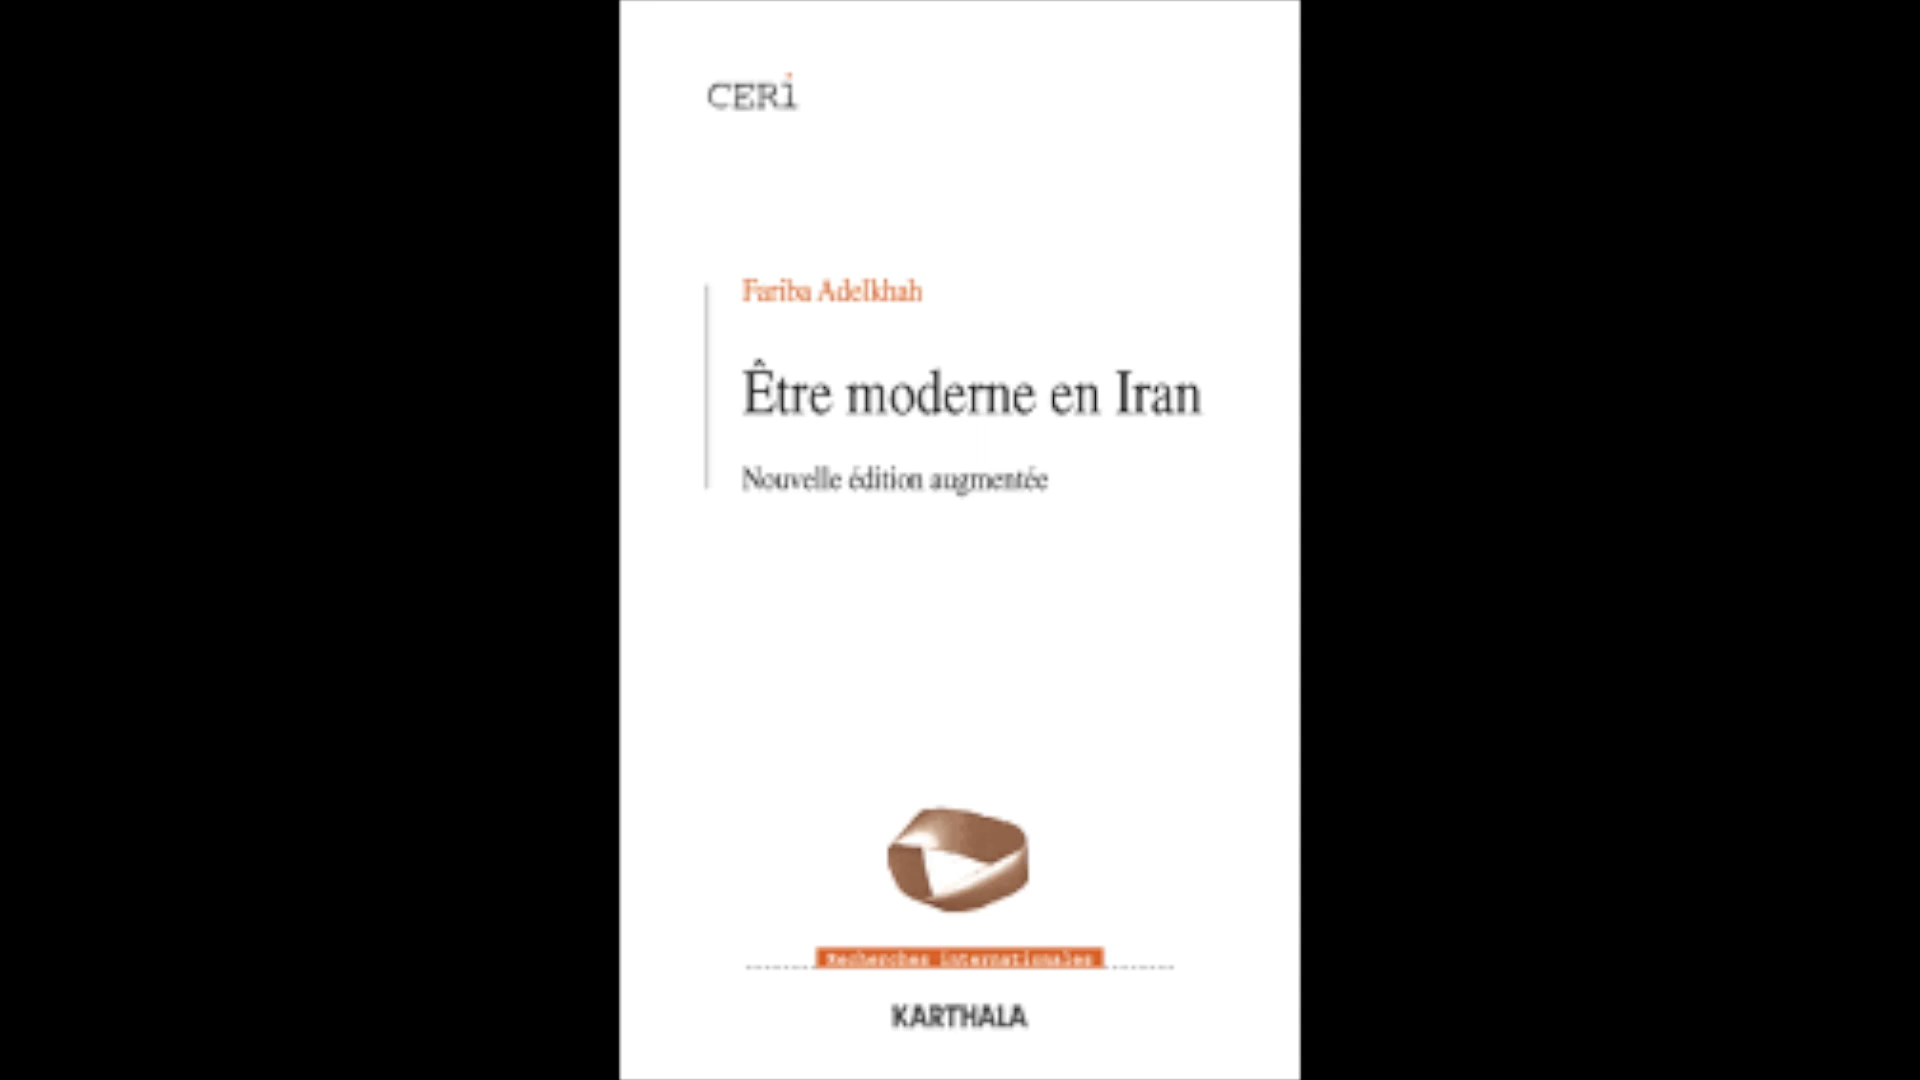 CERi
Fariba Adelkhah
Être moderne en Iran
Nouvelle édition augmentée
Recherches internationales
KARTHALA